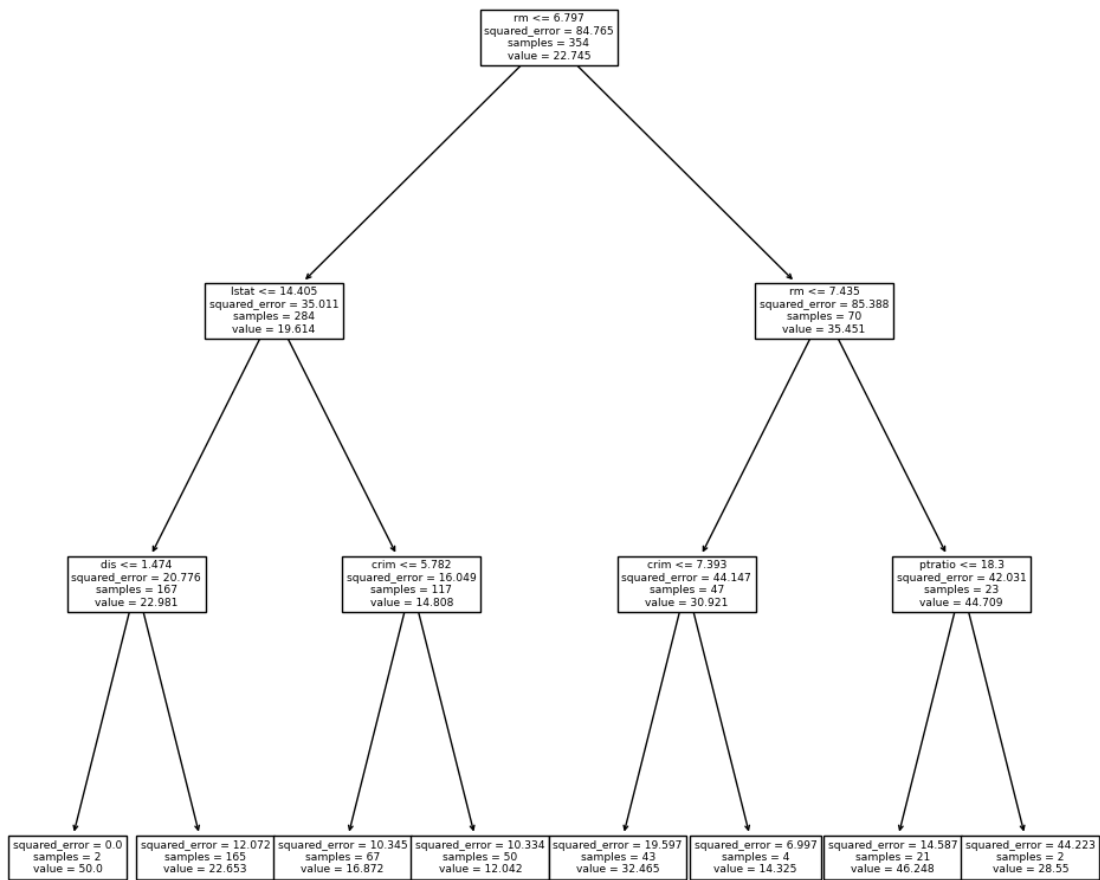 rm <= 6.797
squared_error = 84.765
samples = 354
value = 22.745
lstat <= 14.405
squared_error = 35.011
samples = 284
value = 19.614
rm <= 7.435
squared_error = 85.388
samples = 70
value = 35.451
dis <= 1.474
squared_error = 20.776
samples = 167
value = 22.981
crim <= 5.782
squared_error = 16.049
samples = 117
value = 14.808
crim <= 7.393
squared_error = 44.147
samples = 47
value = 30.921
ptratio <= 18.3
squared_error = 42.031
samples = 23
value = 44.709
squared_error = 0.0
samples = 2
value = 50.0
squared_error = 12.072
samples = 165
value = 22.653
squared_error = 10.345
samples = 67
value = 16.872
squared_error = 10.334
samples = 50
value = 12.042
squared_error = 19.597
samples = 43
value = 32.465
squared_error = 6.997
samples = 4
value = 14.325
squared_error = 14.587
samples = 21
value = 46.248
squared_error = 44.223
samples = 2
value = 28.55